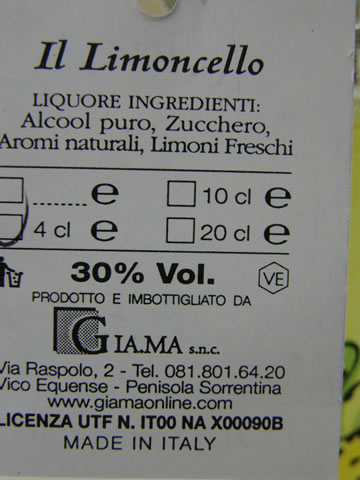 Il Limoncello
LIQUORE INGREDIENTI:
Alcool puro, Zucchero,
Aromi naturali, Limoni Freschi
........ e 10 cl e
4 cl e 20 cl e
30% Vol. VE
PRODOTTO E IMBOTTIGLIATO DA
GIA.MA s.n.c.
Via Raspolo, 2 - Tel. 081.801.64.20
Vico Equense - Penisola Sorrentina
www.giamaonline.com
LICENZA UTF N. IT00 NA X00090B
MADE IN ITALY